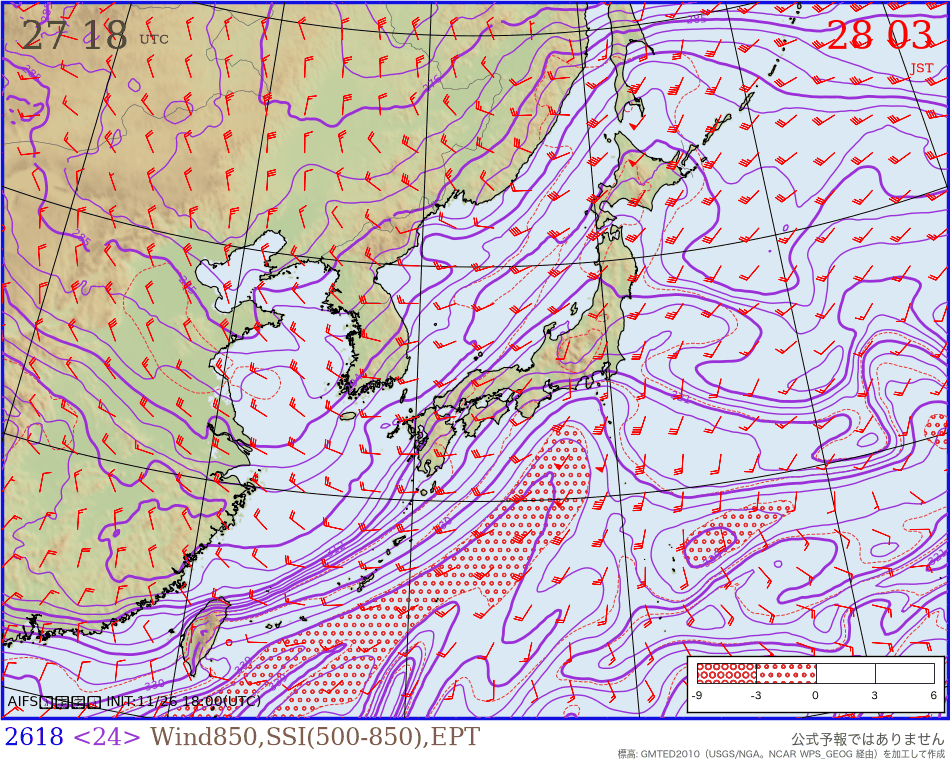 27 18 UTC
28 03
JST
AIFS INIT:11/26 18:00(UTC)
-9 -3 0 3 6
2618 <24> Wind850,SSI(500-850),EPT
公式予報ではありません
標高: GMTED2010（USGS/NGA。NCAR WPS_GEOG 経由）を加工して作成